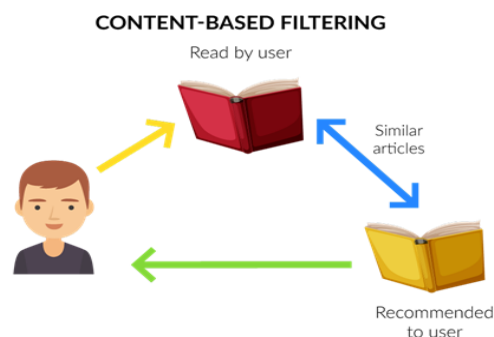 CONTENT-BASED FILTERING
Read by user
Similar
articles
Recommended
to user